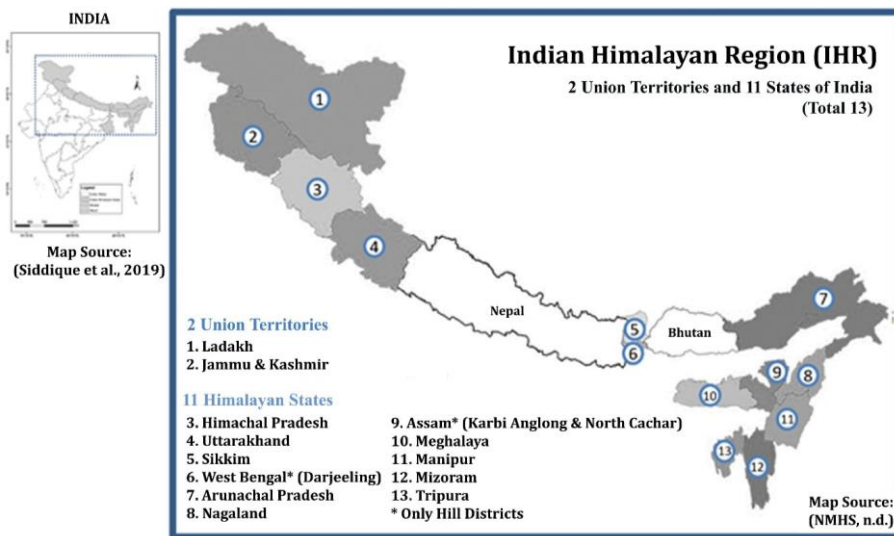 INDIA
Legend
Map Source:
(Siddique et al., 2019)
Indian Himalayan Region (IHR)
2 Union Territories and 11 States of India
(Total 13)
1
2
3
4
Nepal
5
6
Bhutan
7
8
9
10
11
12
13
2 Union Territories
1. Ladakh
2. Jammu & Kashmir
11 Himalayan States
3. Himachal Pradesh
4. Uttarakhand
5. Sikkim
6. West Bengal* (Darjeeling)
7. Arunachal Pradesh
8. Nagaland
9. Assam* (Karbi Anglong & North Cachar)
10. Meghalaya
11. Manipur
12. Mizoram
13. Tripura
* Only Hill Districts
Map Source:
(NMHS, n.d.)